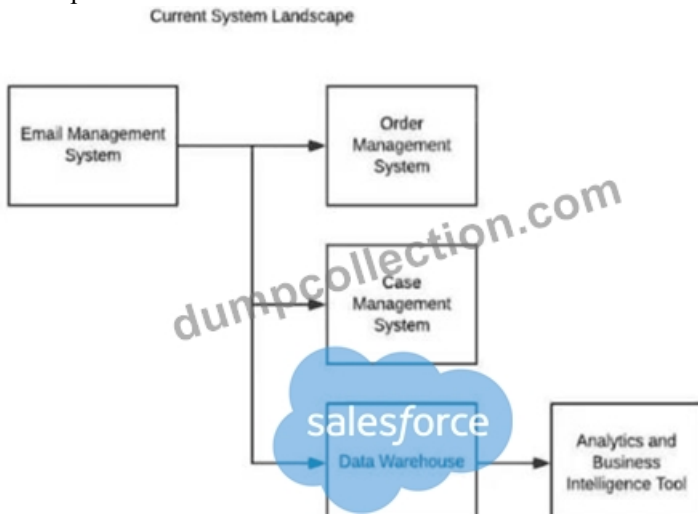 Current System Landscape
Email Management
System
Order
Management
System
Case
Management
System
dumpcollection.com
salesforce
Data Warehouse
Analytics and
Business
Intelligence Tool